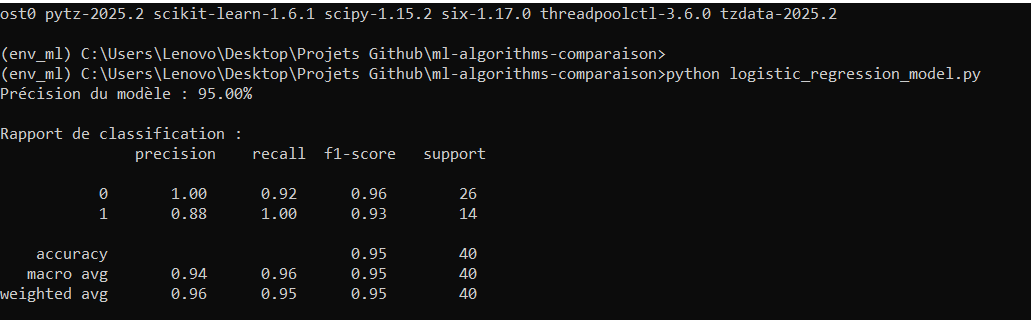 ost0 pytz-2025.2 scikit-learn-1.6.1 scipy-1.15.2 six-1.17.0 threadpoolctl-3.6.0 tzdata-2025.2
(env_ml) C:\Users\Lenovo\Desktop\Projets Github\ml-algorithms-comparaison>
(env_ml) C:\Users\Lenovo\Desktop\Projets Github\ml-algorithms-comparaison>python logistic_regression_model.py
Précision du modèle : 95.00%
Rapport de classification :
precision recall f1-score support
0 1.00 0.92 0.96 26
1 0.88 1.00 0.93 14
accuracy 0.95 40
macro avg 0.94 0.96 0.95 40
weighted avg 0.96 0.95 0.95 40